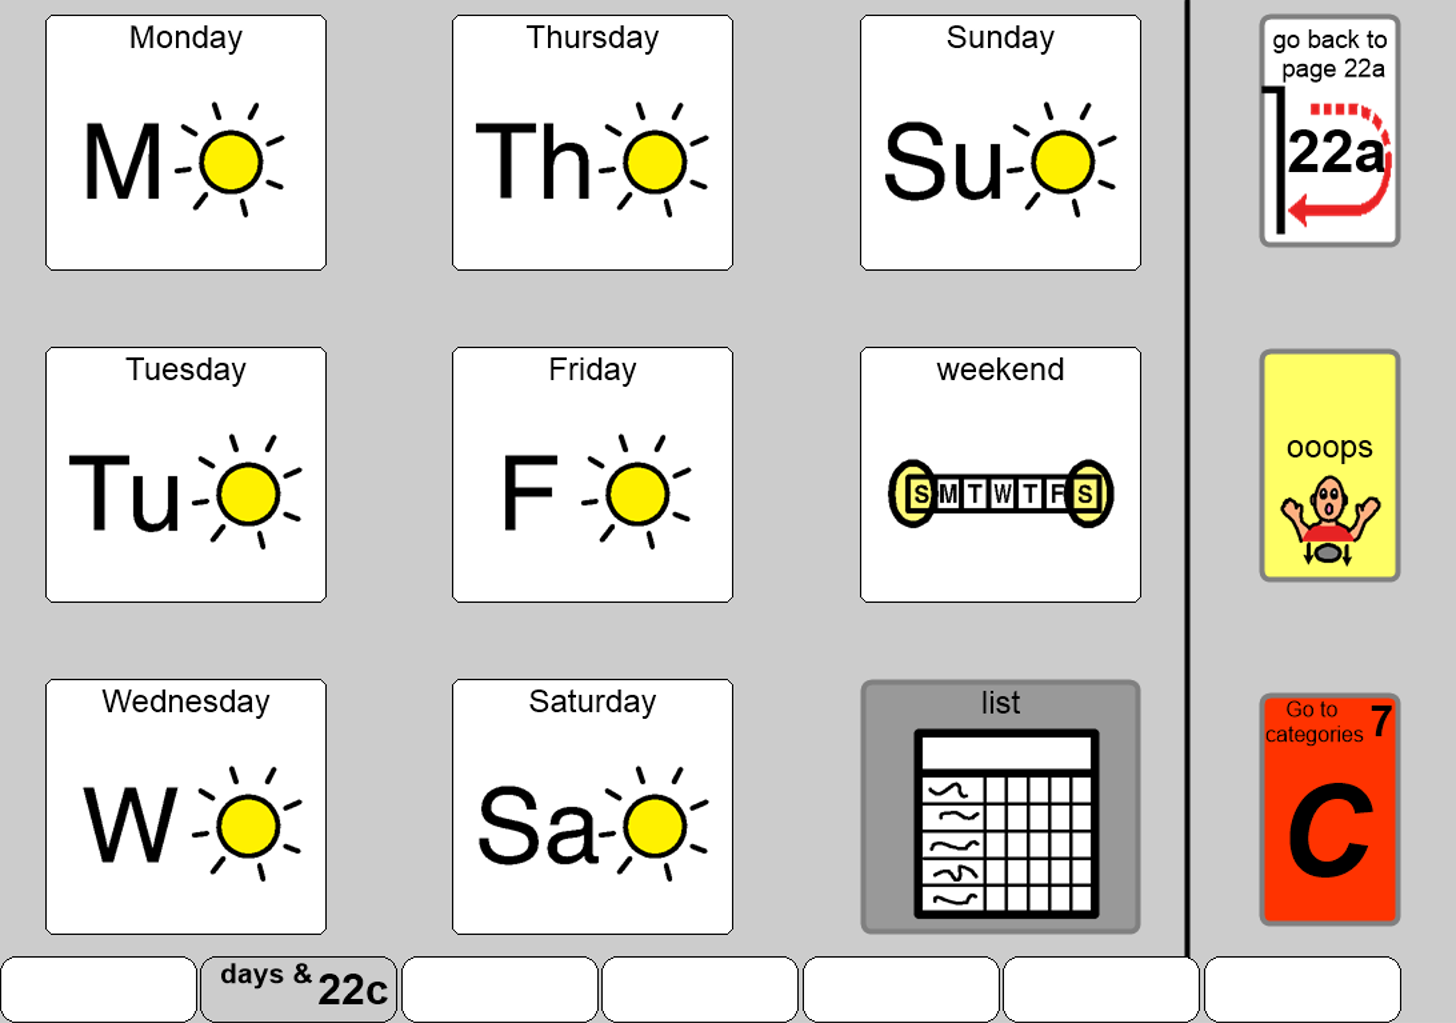 Monday
M
Thursday
Th
Sunday
Su
go back to
page 22a
22a
Tuesday
Tu
Friday
F
weekend
S M T W T F S
ooops
Wednesday
W
Saturday
Sa
list
Go to
categories 7
C
days & 22c